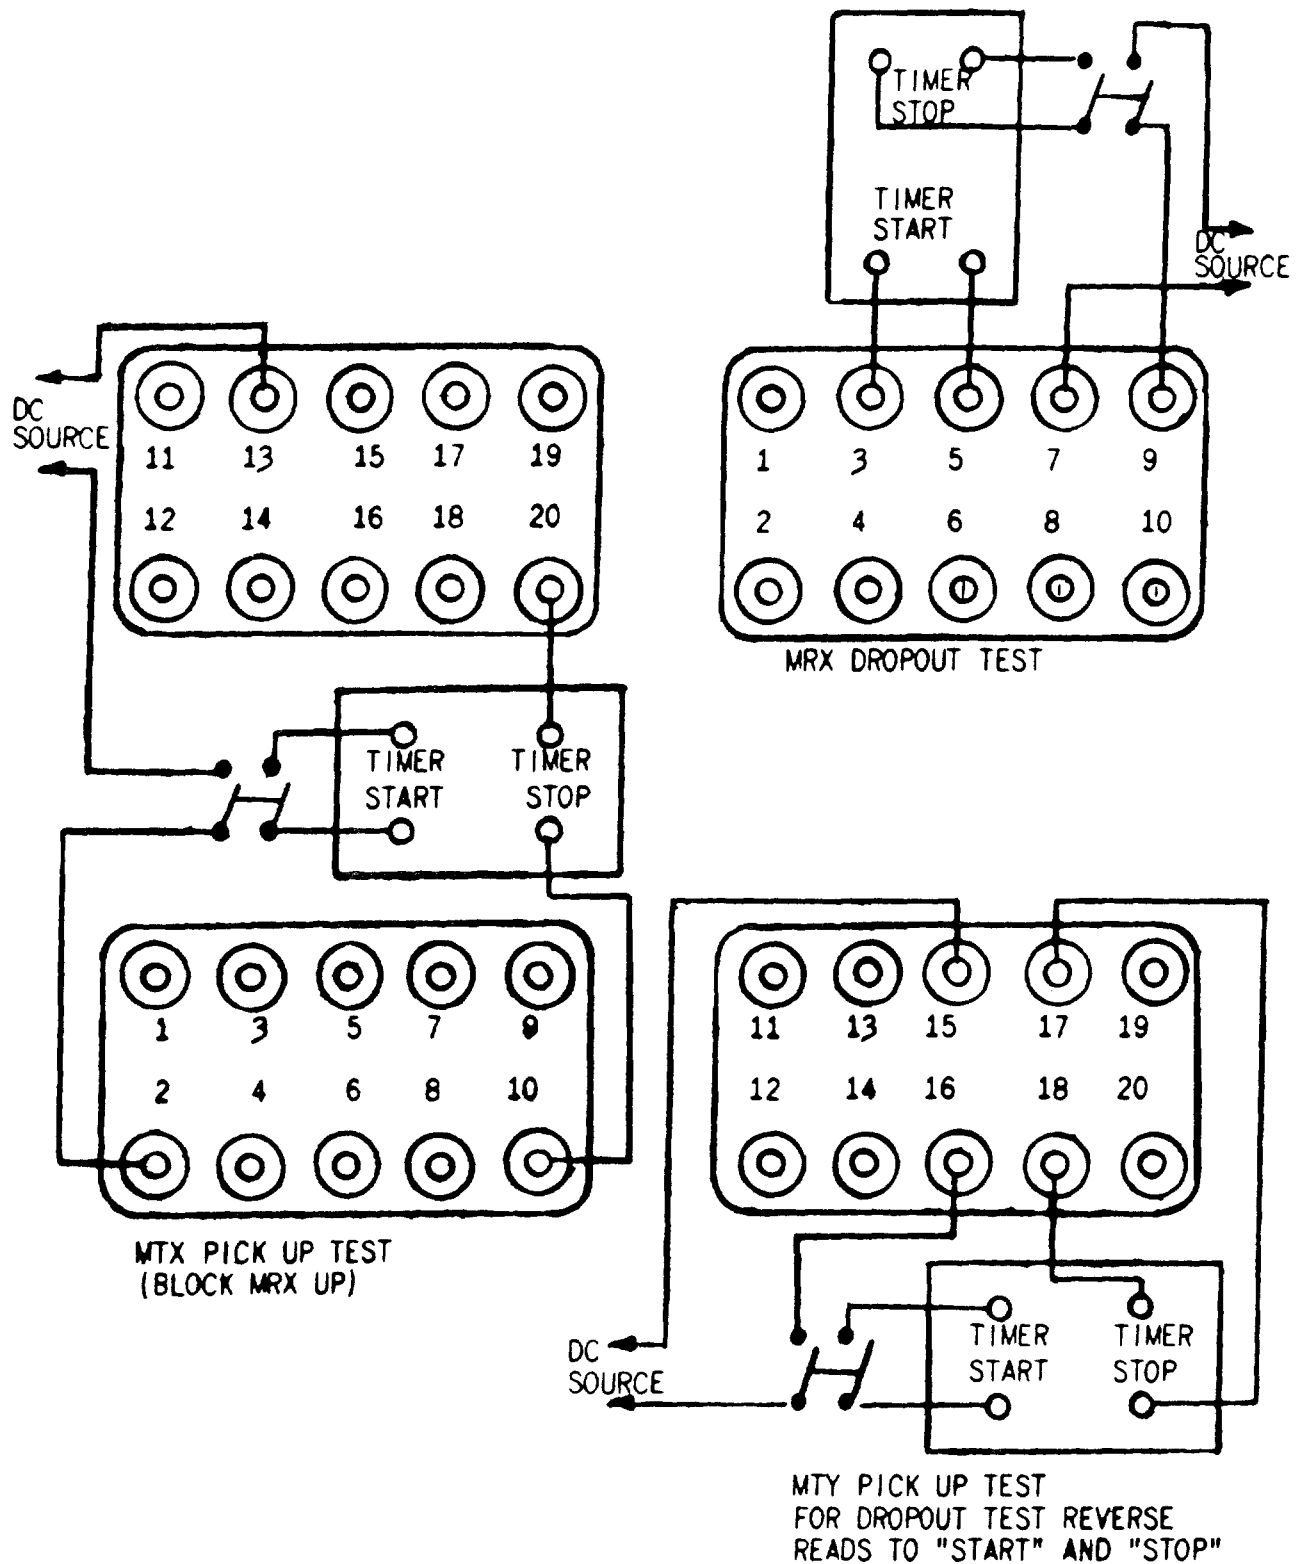 TIMER
STOP
TIMER
START
DC
SOURCE
DC
SOURCE
11 13 15 17 19
12 14 16 18 20
1 3 5 7 9
2 4 6 8 10
MRX DROPOUT TEST
TIMER TIMER
START STOP
1 3 5 7 9
2 4 6 8 10
MTX PICK UP TEST
(BLOCK MRX UP)
11 13 15 17 19
12 14 16 18 20
DC
SOURCE
TIMER TIMER
START STOP
MTY PICK UP TEST
FOR DROPOUT TEST REVERSE
READS TO "START" AND "STOP"